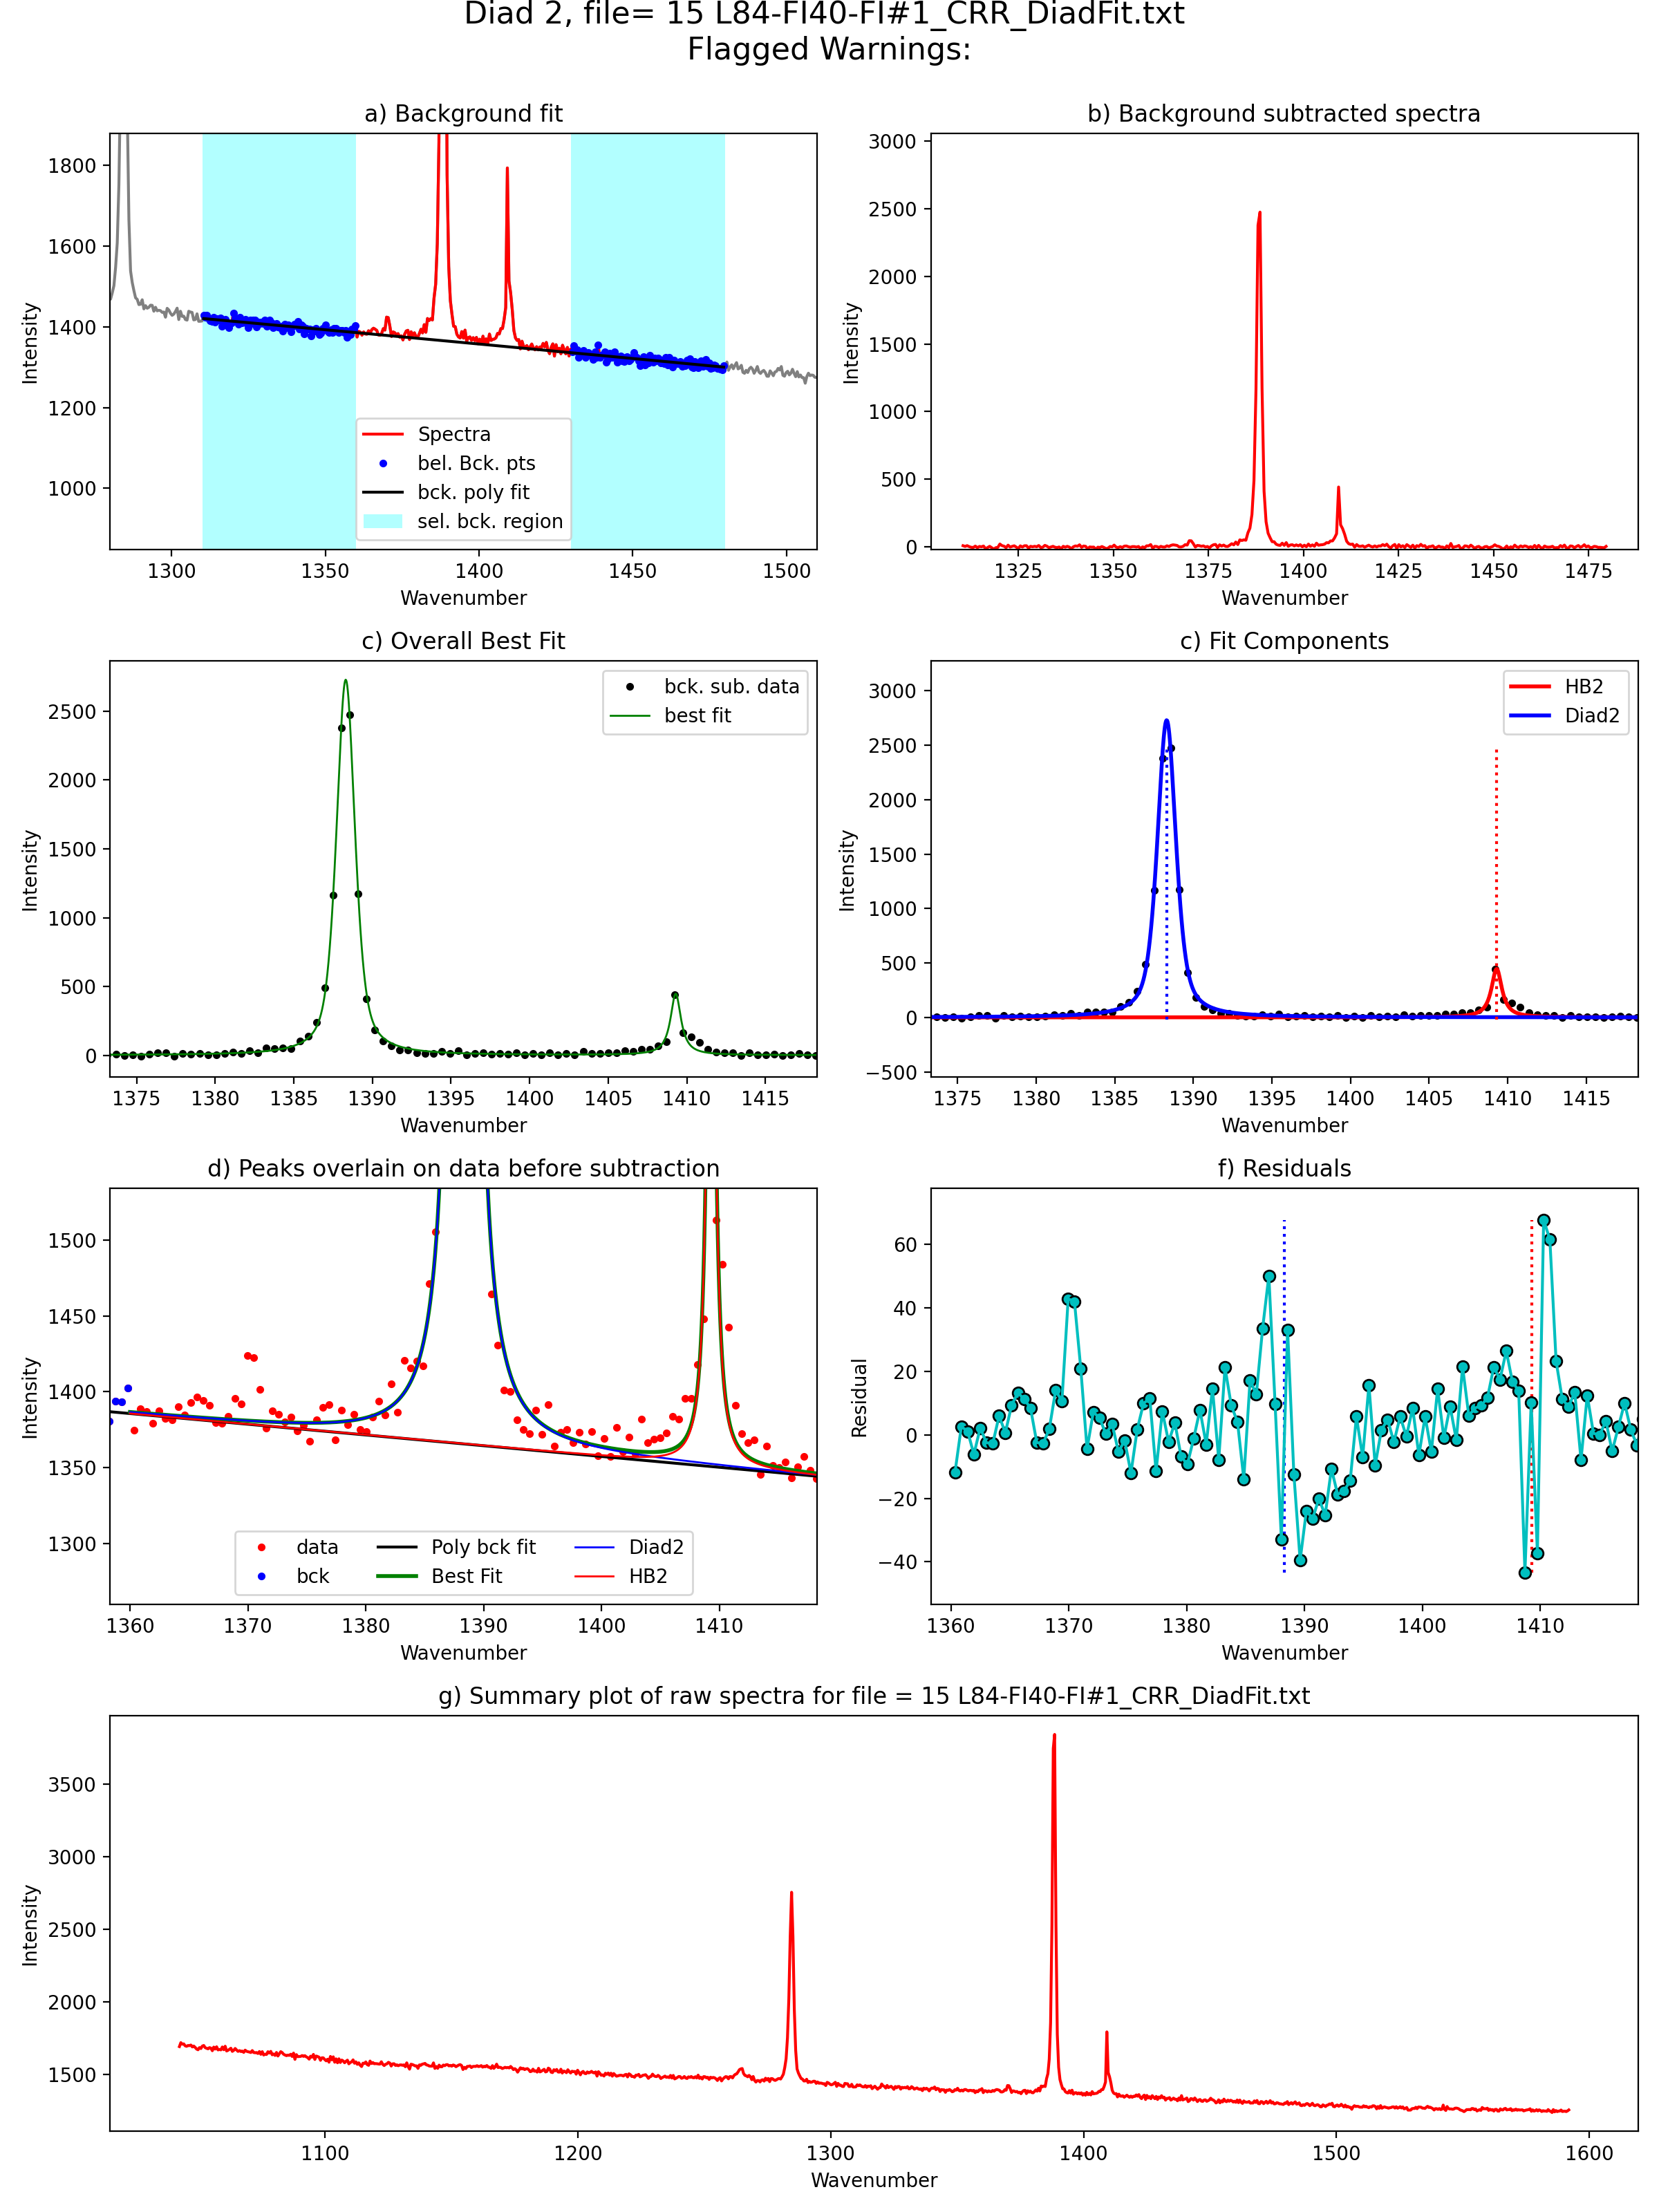 Diad 2, file= 15 L84-FI40-FI#1_CRR_DiadFit.txt
Flagged Warnings:
a) Background fit
1800
1600
1400
1200
1000
Intensity
Spectra
bel. Bck. pts
bck. poly fit
sel. bck. region
1300 1350 1400 1450 1500
Wavenumber
b) Background subtracted spectra
3000
2500
2000
1500
1000
500
0
Intensity
1325 1350 1375 1400 1425 1450 1475
Wavenumber
c) Overall Best Fit
2500
2000
1500
1000
500
0
Intensity
bck. sub. data
best fit
1375 1380 1385 1390 1395 1400 1405 1410 1415
Wavenumber
c) Fit Components
3000
2500
2000
1500
1000
500
0
−500
Intensity
HB2
Diad2
1375 1380 1385 1390 1395 1400 1405 1410 1415
Wavenumber
d) Peaks overlain on data before subtraction
1500
1450
1400
1350
1300
Intensity
data Poly bck fit Diad2
bck Best Fit HB2
1360 1370 1380 1390 1400 1410
Wavenumber
f) Residuals
60
40
20
0
−20
−40
Residual
1360 1370 1380 1390 1400 1410
Wavenumber
g) Summary plot of raw spectra for file = 15 L84-FI40-FI#1_CRR_DiadFit.txt
3500
3000
2500
2000
1500
Intensity
1100 1200 1300 1400 1500 1600
Wavenumber